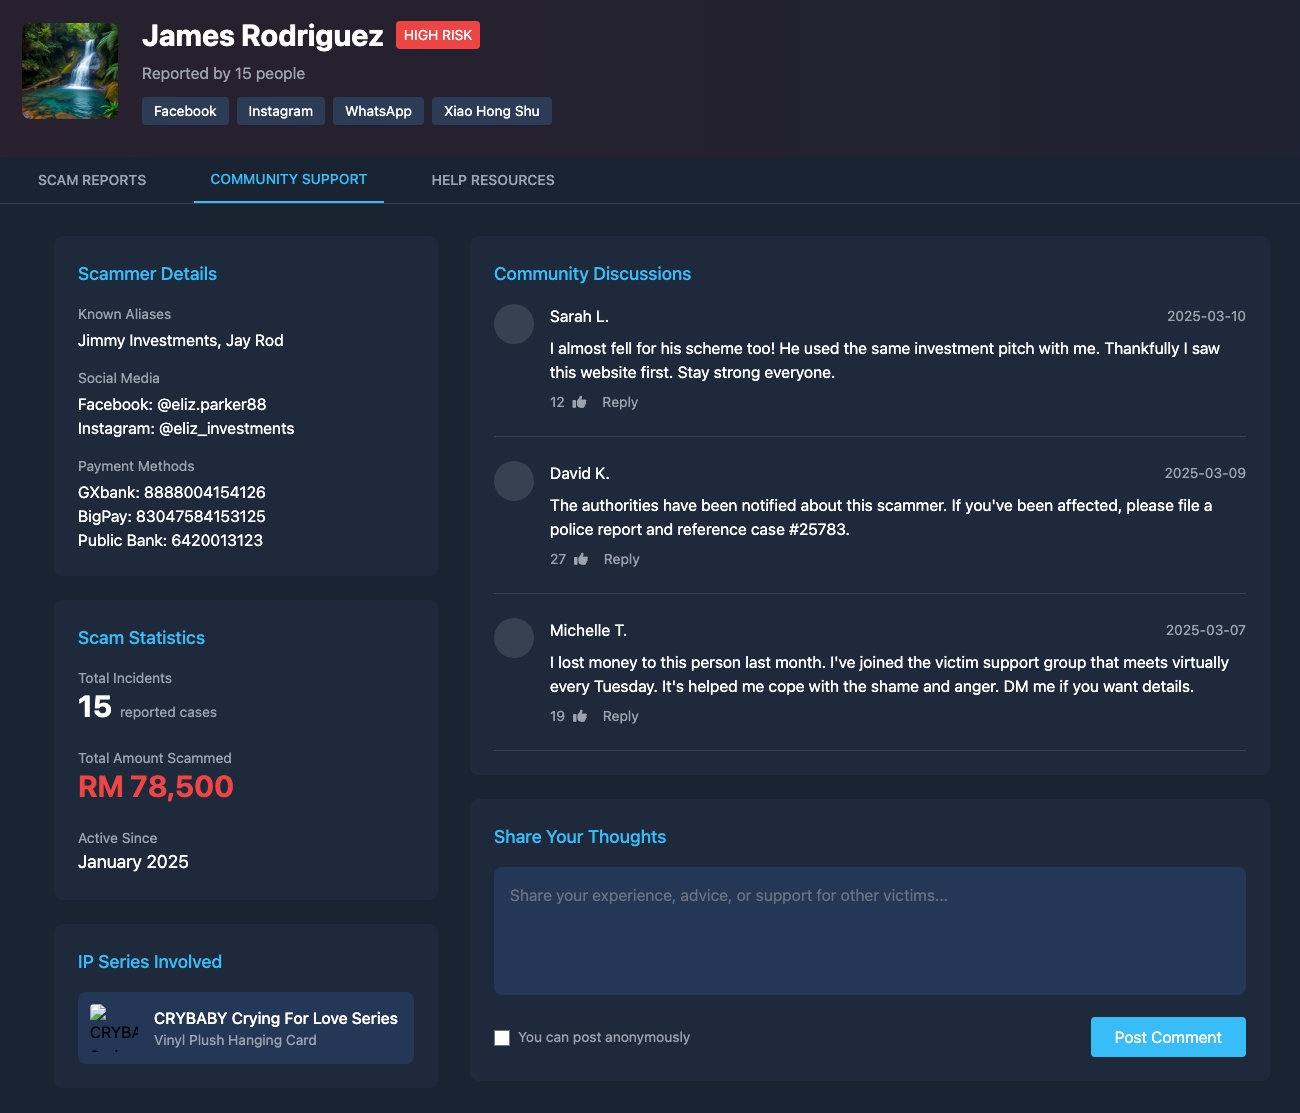 James Rodriguez HIGH RISK
Reported by 15 people
Facebook Instagram WhatsApp Xiao Hong Shu
SCAM REPORTS COMMUNITY SUPPORT HELP RESOURCES
Scammer Details
Known Aliases
Jimmy Investments, Jay Rod
Social Media
Facebook: @eliz.parker88
Instagram: @eliz_investments
Payment Methods
GXbank: 8888004154126
BigPay: 83047584153125
Public Bank: 6420013123
Scam Statistics
Total Incidents
15 reported cases
Total Amount Scammed
RM 78,500
Active Since
January 2025
IP Series Involved
CRYBABY Crying For Love Series
Vinyl Plush Hanging Card
Community Discussions
Sarah L. 2025-03-10
I almost fell for his scheme too! He used the same investment pitch with me. Thankfully I saw
this website first. Stay strong everyone.
12 Reply
David K. 2025-03-09
The authorities have been notified about this scammer. If you've been affected, please file a
police report and reference case #25783.
27 Reply
Michelle T. 2025-03-07
I lost money to this person last month. I've joined the victim support group that meets virtually
every Tuesday. It's helped me cope with the shame and anger. DM me if you want details.
19 Reply
Share Your Thoughts
Share your experience, advice, or support for other victims...
You can post anonymously Post Comment